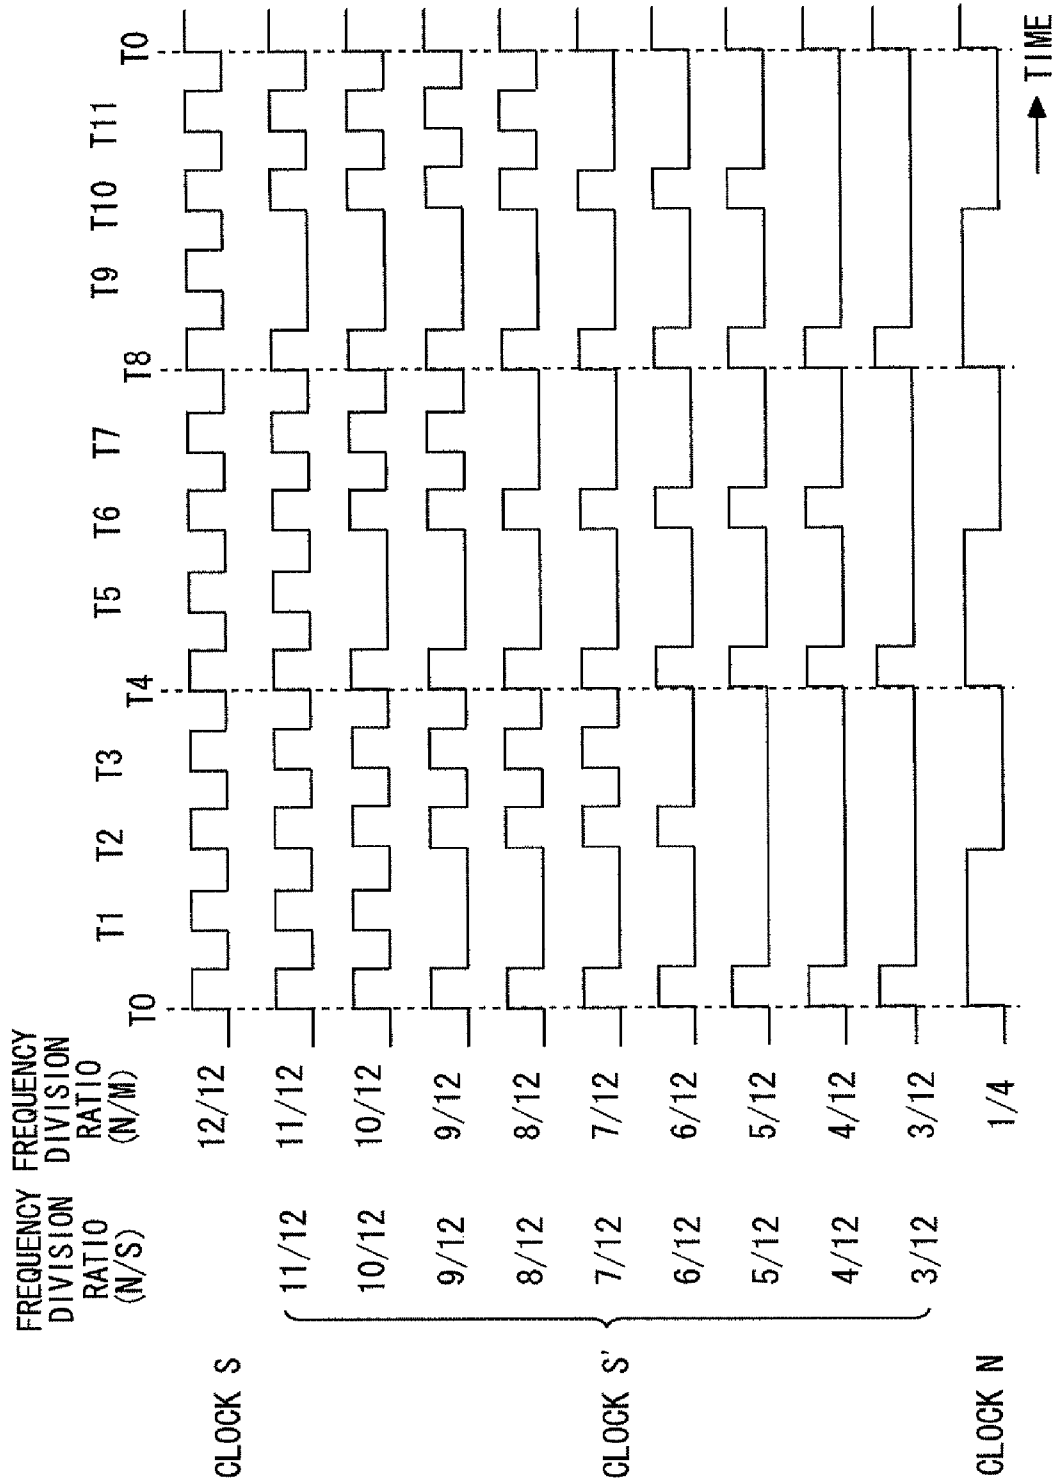 FREQUENCY
DIVISION
RATIO
(N/S)
FREQUENCY
DIVISION
RATIO
(N/M)
T0
T1
T2
T3
T4
T5
T6
T7
T8
T9
T10
T11
T0
CLOCK S
12/12
CLOCK S'
11/12
11/12
10/12
10/12
9/12
9/12
8/12
8/12
7/12
7/12
6/12
6/12
5/12
5/12
4/12
4/12
3/12
3/12
CLOCK N
1/4
TIME